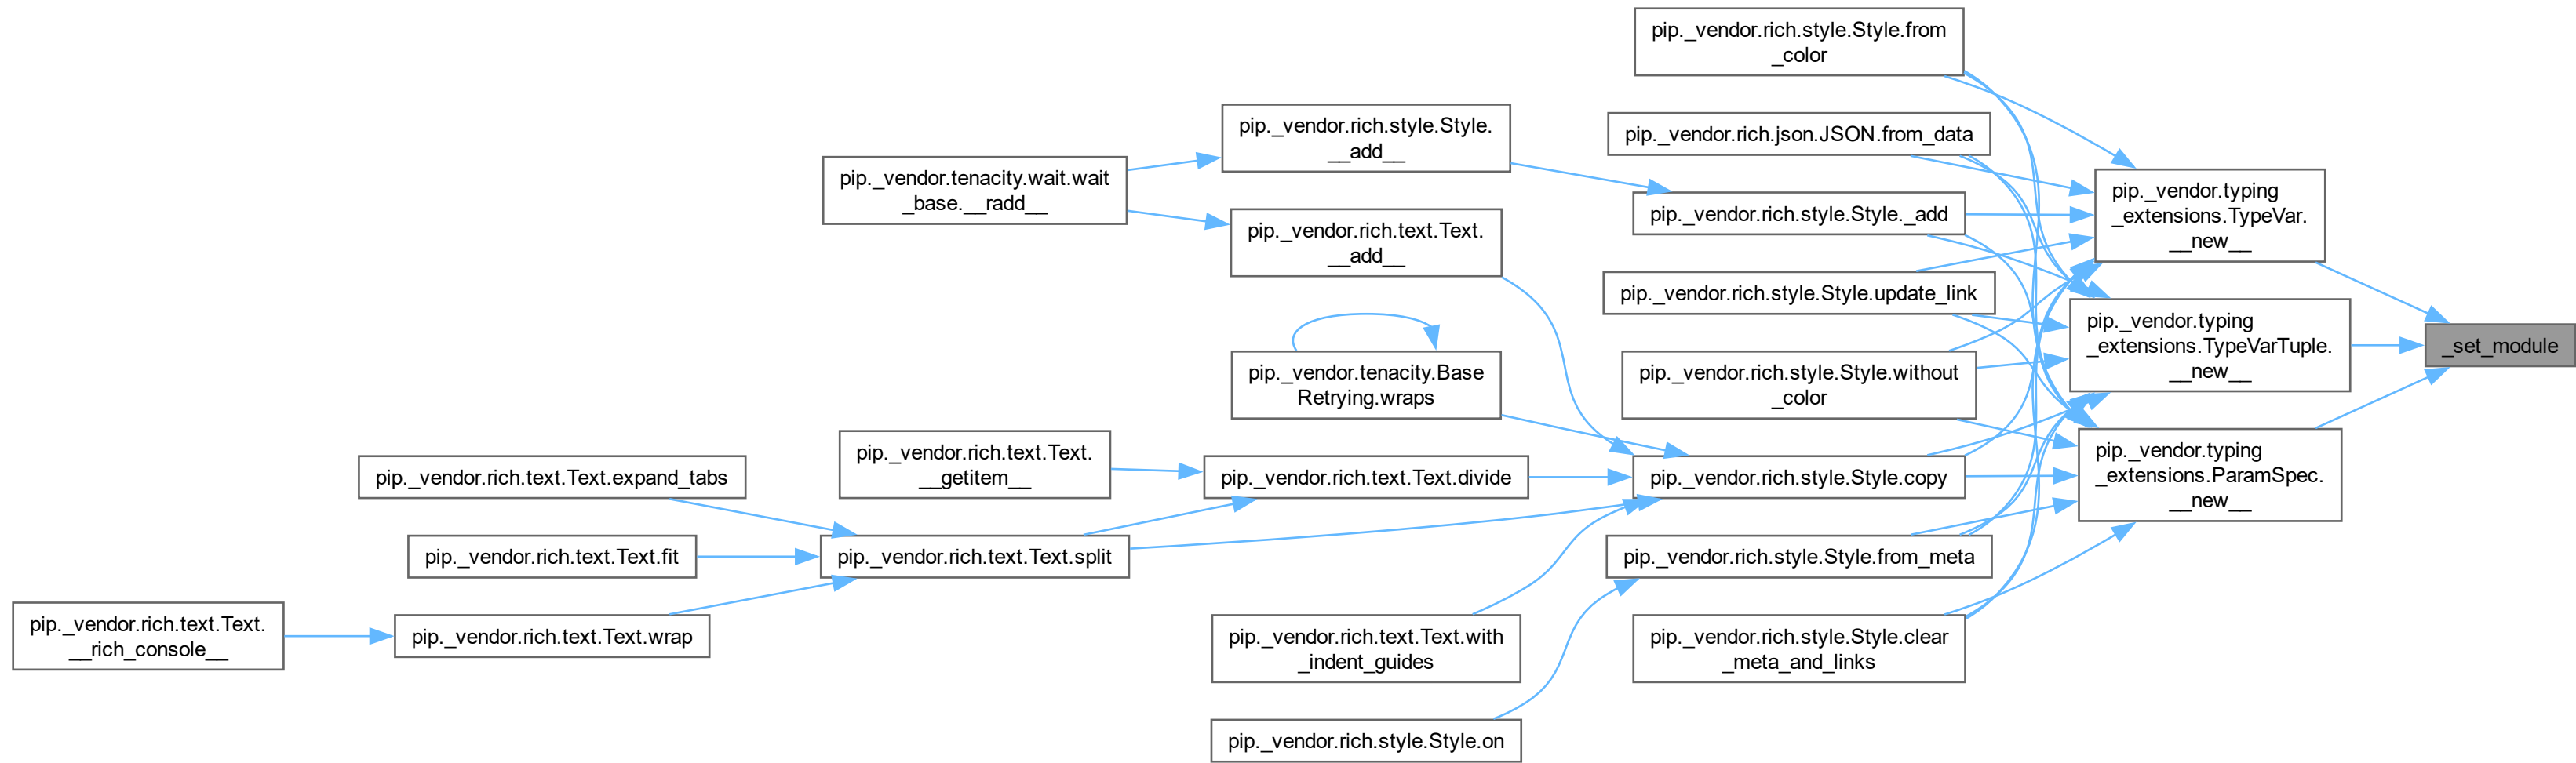 pip._vendor.rich.style.Style.from
_color
pip._vendor.rich.json.JSON.from_data
pip._vendor.rich.style.Style.
__add__
pip._vendor.tenacity.wait.wait
_base.__radd__
pip._vendor.rich.style.Style._add
pip._vendor.typing
_extensions.TypeVar.
__new__
pip._vendor.rich.text.Text.
__add__
pip._vendor.rich.style.Style.update_link
pip._vendor.typing
_extensions.TypeVarTuple.
__new__
_set_module
pip._vendor.tenacity.Base
Retrying.wraps
pip._vendor.rich.style.Style.without
_color
pip._vendor.rich.text.Text.
__getitem__
pip._vendor.rich.text.Text.expand_tabs
pip._vendor.rich.text.Text.divide
pip._vendor.rich.style.Style.copy
pip._vendor.typing
_extensions.ParamSpec.
__new__
pip._vendor.rich.text.Text.fit
pip._vendor.rich.text.Text.split
pip._vendor.rich.style.Style.from_meta
pip._vendor.rich.text.Text.
__rich_console__
pip._vendor.rich.text.Text.wrap
pip._vendor.rich.text.Text.with
_indent_guides
pip._vendor.rich.style.Style.clear
_meta_and_links
pip._vendor.rich.style.Style.on